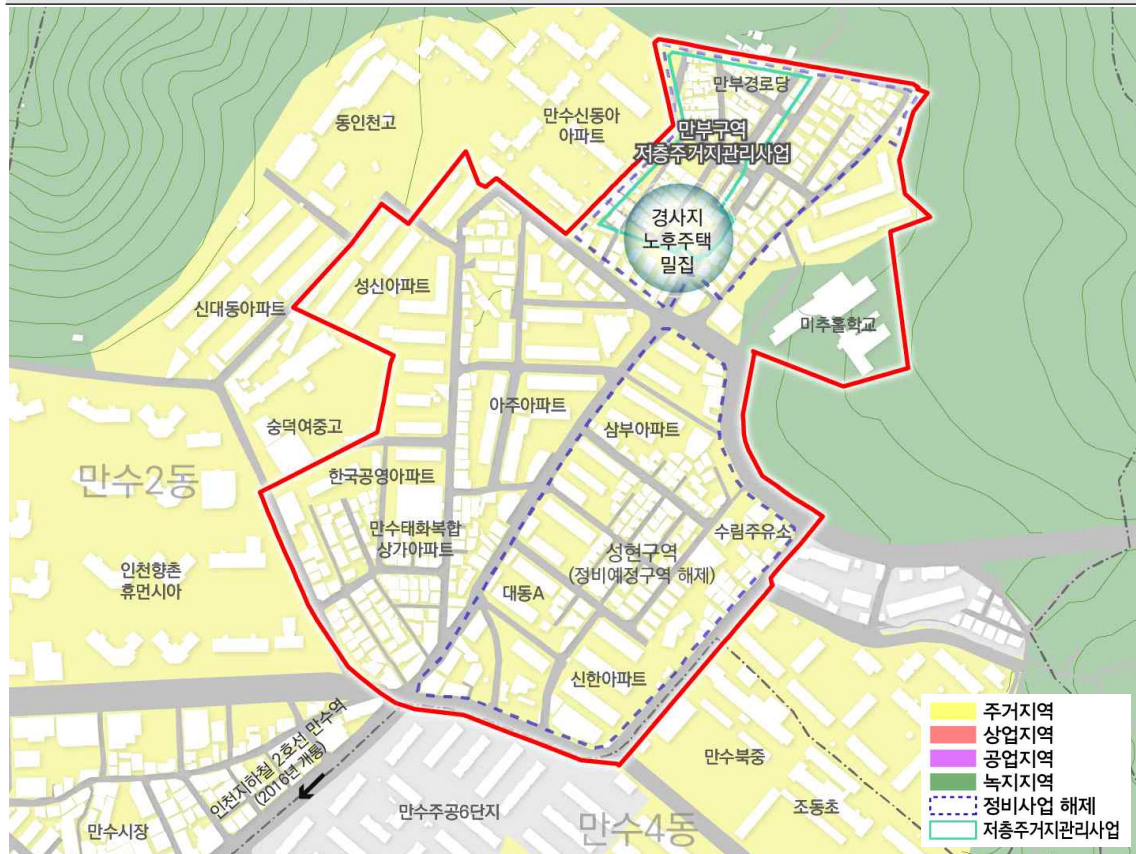 만부경로당
동인천고
만수신동아
아파트
만부구역
저층주거지관리사업
경사지
노후주택
밀집
성신아파트
신대동아파트
미추홀학교
아주아파트
숭덕여중고
삼부아파트
만수2동
한국공영아파트
만수태화복합
상가아파트
수림주유소
성현구역
(정비예정구역 해제)
인천향촌
휴먼시아
대동A
신한아파트
인천지하철 2호선 만수역
(2016년 개통)
만수북중
만수주공6단지
조동초
만수시장
만수4동
주거지역
상업지역
공업지역
녹지지역
정비사업 해제
저층주거지관리사업